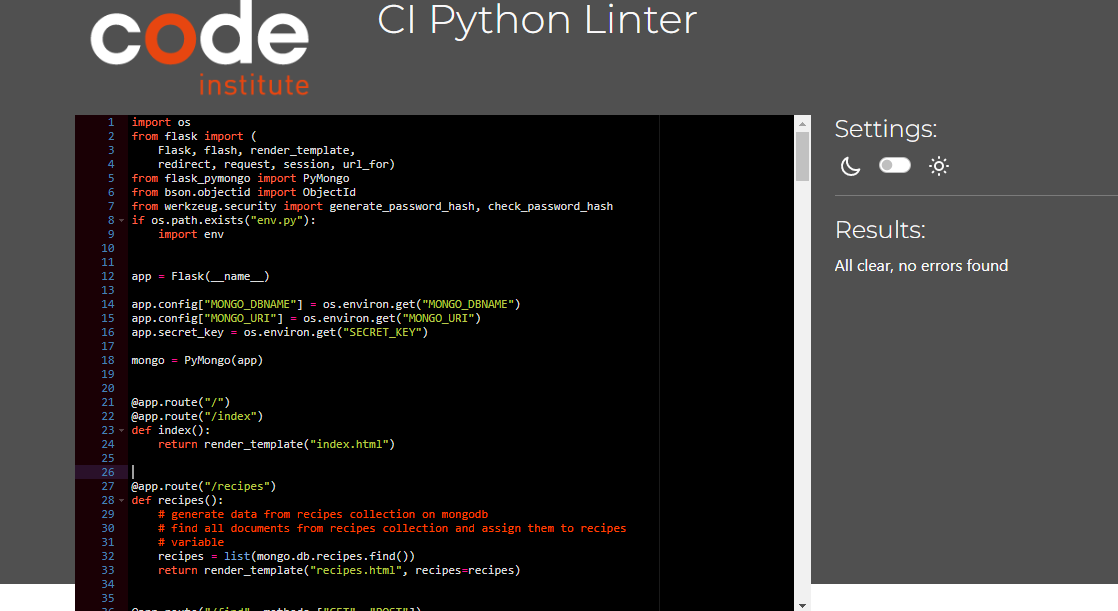 code
institute
CI Python Linter
1 import os
2 from flask import (
3     Flask, flash, render_template,
4     redirect, request, session, url_for)
5 from flask_pymongo import PyMongo
6 from bson.objectid import ObjectId
7 from werkzeug.security import generate_password_hash, check_password_hash
8 if os.path.exists("env.py"):
9     import env
10
11
12 app = Flask(__name__)
13
14 app.config["MONGO_DBNAME"] = os.environ.get("MONGO_DBNAME")
15 app.config["MONGO_URI"] = os.environ.get("MONGO_URI")
16 app.secret_key = os.environ.get("SECRET_KEY")
17
18 mongo = PyMongo(app)
19
20
21 @app.route("/")
22 @app.route("/index")
23 def index():
24     return render_template("index.html")
25
26
27 @app.route("/recipes")
28 def recipes():
29     # generate data from recipes collection on mongodb
30     # find all documents from recipes collection and assign them to recipes
31     # variable
32     recipes = list(mongo.db.recipes.find())
33     return render_template("recipes.html", recipes=recipes)
34
35
36 @app.route("/find", methods=["GET", "POST"])
Settings:
Results:
All clear, no errors found